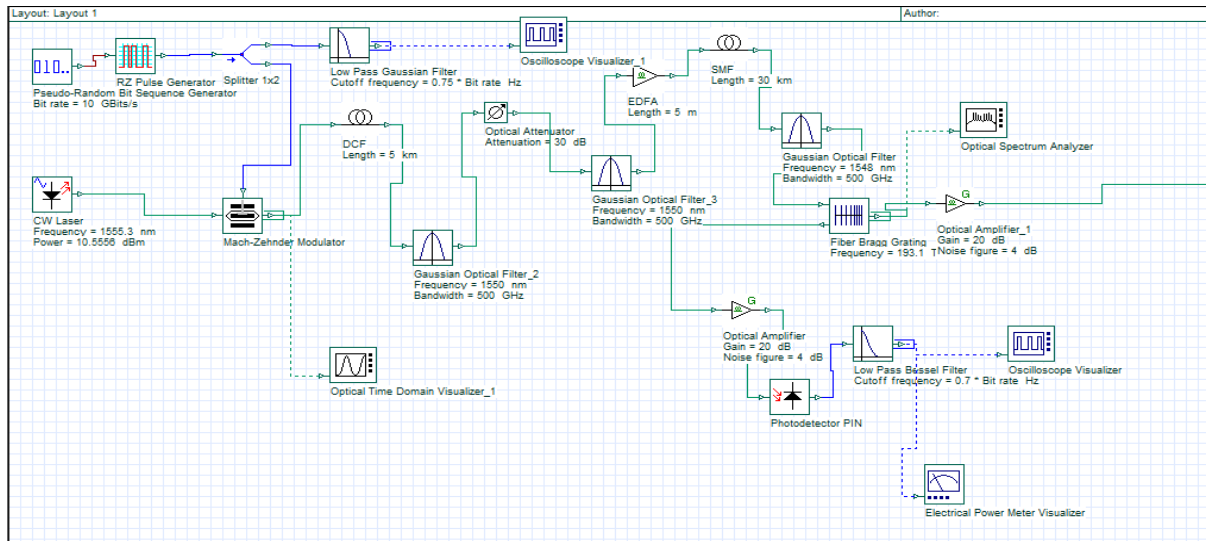 Layout: Layout 1
Author:
Pseudo-Random Bit Sequence Generator
Bit rate = 10 GBits/s
RZ Pulse Generator
Splitter 1x2
Low Pass Gaussian Filter
Cutoff frequency = 0.75 * Bit rate Hz
Oscilloscope Visualizer_1
EDFA
Length = 5 m
SMF
Length = 30 km
DCF
Length = 5 km
Optical Attenuator
Attenuation = 30 dB
Gaussian Optical Filter_3
Frequency = 1550 nm
Bandwidth = 500 GHz
Gaussian Optical Filter
Frequency = 1548 nm
Bandwidth = 500 GHz
Optical Spectrum Analyzer
CW Laser
Frequency = 1555.3 nm
Power = 10.5556 dBm
Mach-Zehnder Modulator
Gaussian Optical Filter_2
Frequency = 1550 nm
Bandwidth = 500 GHz
Fiber Bragg Grating
Frequency = 193.1 T
G
Optical Amplifier_1
Gain = 20 dB
Noise figure = 4 dB
G
Optical Amplifier
Gain = 20 dB
Noise figure = 4 dB
Low Pass Bessel Filter
Cutoff frequency = 0.7 * Bit rate Hz
Oscilloscope Visualizer
Optical Time Domain Visualizer_1
Photodetector PIN
Electrical Power Meter Visualizer